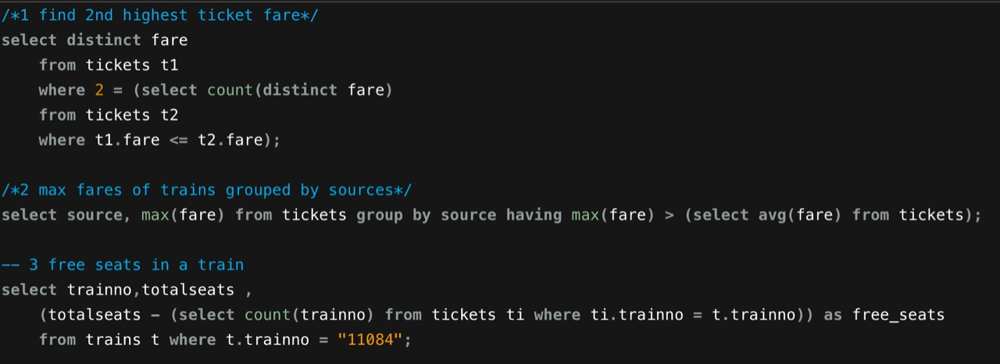 /*1 find 2nd highest ticket fare*/
select distinct fare
    from tickets t1
    where 2 = (select count(distinct fare)
    from tickets t2
    where t1.fare <= t2.fare);

/*2 max fares of trains grouped by sources*/
select source, max(fare) from tickets group by source having max(fare) > (select avg(fare) from tickets);

-- 3 free seats in a train
select trainno,totalseats ,
    (totalseats - (select count(trainno) from tickets ti where ti.trainno = t.trainno)) as free_seats
    from trains t where t.trainno = "11084";